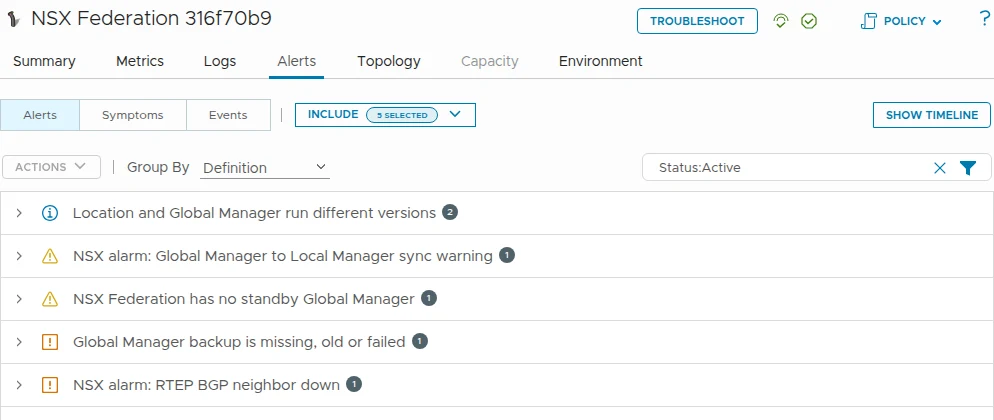 NSX Federation 316f70b9
TROUBLESHOOT
POLICY
?
Summary Metrics Logs Alerts Topology Capacity Environment
Alerts Symptoms Events INCLUDE 5 SELECTED SHOW TIMELINE
ACTIONS Group By Definition Status:Active
Location and Global Manager run different versions 2
NSX alarm: Global Manager to Local Manager sync warning 1
NSX Federation has no standby Global Manager 1
Global Manager backup is missing, old or failed 1
NSX alarm: RTEP BGP neighbor down 1